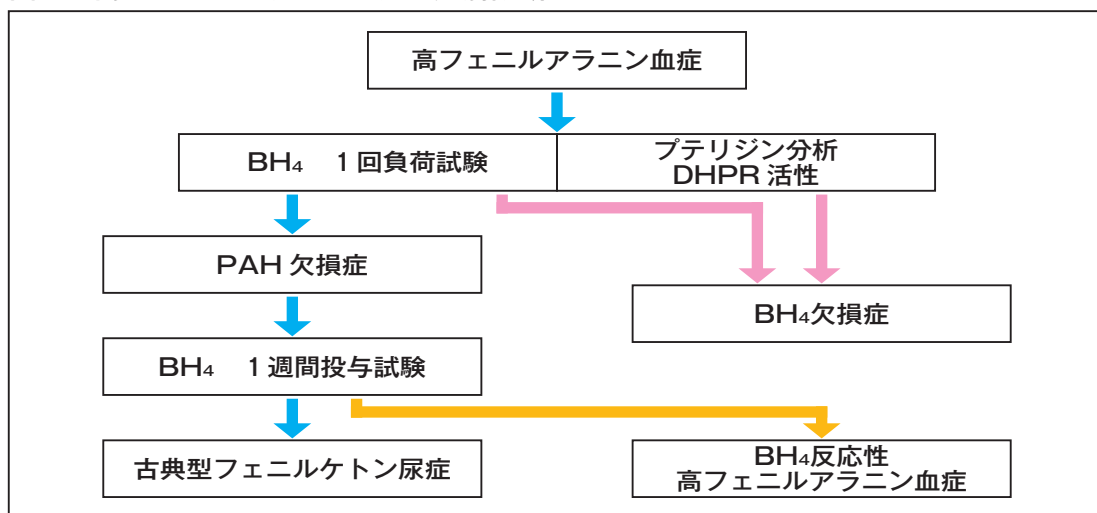 高フェニルアラニン血症
BH₄ 1回負荷試験
プテリジン分析
DHPR 活性
PAH 欠損症
BH₄欠損症
BH₄ 1週間投与試験
古典型フェニルケトン尿症
BH₄反応性
高フェニルアラニン血症